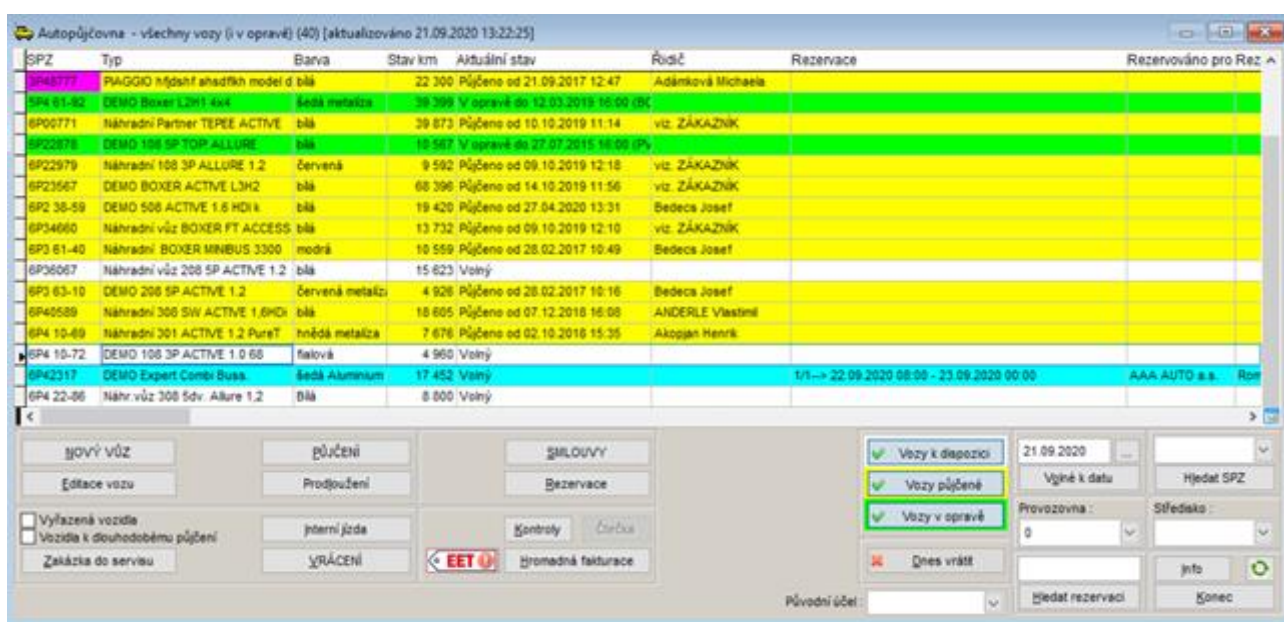 Autopůjčovna - všechny vozy (i v opravě) (40) [aktualizováno 21.09.2020 13:22:25]
SPZ Typ Barva Stav km Aktuální stav Řidič Rezervace Rezervováno pro Rez
PIAGGIO model d bílá 22 300 Půjčeno od 21.09.2017 12:47 Adámková Michaela
5P4 61-92 DEMO Boxer L2H1 4x4 šedá metalíza 39 399 V opravě do 12.03.2019 16:00 (BO
6P00771 Náhradní Partner TEPEE ACTIVE bílá 39 873 Půjčeno od 10.10.2019 11:14 viz. ZÁKAZNÍK
6P22878 DEMO 108 5P TOP ALLURE bílá 10 567 V opravě do 27.07.2015 16:00 (PV
6P22979 Náhradní 108 3P ALLURE 1.2 červená 9 592 Půjčeno od 09.10.2019 12:18 viz. ZÁKAZNÍK
6P23567 DEMO BOXER ACTIVE L3H2 bílá 68 396 Půjčeno od 14.10.2019 11:56 viz. ZÁKAZNÍK
6P2 38-59 DEMO 508 ACTIVE 1.6 HDi k bílá 19 420 Půjčeno od 27.04.2020 13:31 Bedecs Josef
6P34660 Náhradní vůz BOXER FT ACCESS bílá 13 732 Půjčeno od 09.10.2019 12:10 viz. ZÁKAZNÍK
6P3 61-40 Náhradní BOXER MINIBUS 3300 modrá 10 559 Půjčeno od 28.02.2017 10:49 Bedecs Josef
6P36067 Náhradní vůz 208 5P ACTIVE 1.2 bílá 15 623 Volný
6P3 63-10 DEMO 208 5P ACTIVE 1.2 červená metalíz 4 926 Půjčeno od 28.02.2017 10:16 Bedecs Josef
6P40589 Náhradní 308 SW ACTIVE 1,6HDi bílá 18 605 Půjčeno od 07.12.2018 16:08 ANDERLE Vlastimil
6P4 10-69 Náhradní 301 ACTIVE 1.2 PureT hnědá metalíza 7 676 Půjčeno od 02.10.2018 15:35 Akopjan Henrik
6P4 10-72 DEMO 108 3P ACTIVE 1.0 68 fialová 4 960 Volný
6P42317 DEMO Expert Combi Buss. šedá Aluminium 17 452 Volný 1/1--> 22.09.2020 08:00 - 23.09.2020 00:00 AAA AUTO a.s. Rom
6P4 22-86 Náhr.vůz 308 5dv. Allure 1,2 Bílá 8 800 Volný
NOVÝ VŮZ PŮJČENÍ SMLOUVY Vozy k dispozici 21.09.2020 ...
Editace vozu Prodloužení Rezervace Vozy půjčené Volné k datu Hledat SPZ
Vyřazená vozidla Vozy v opravě Provozovna : Středisko :
Vozidla k dlouhodobému půjčení Interní jízda Kontroly Čtečka 0
Zakázka do servisu VRÁCENÍ EET Hromadná fakturace Dnes vrátit Info
Původní účel : Hledat rezervaci Konec